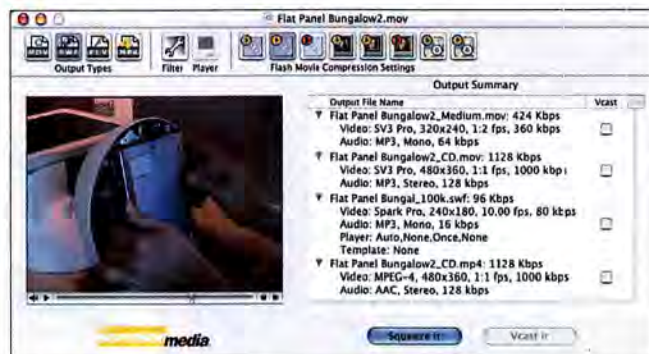 Flat Panel Bungalow2.mov
Output Types
Filter Player
Flash Movie Compression Settings
Output Summary
Output File Name Vcast
Flat Panel Bungalow2_Medium.mov: 424 Kbps
Video: SV3 Pro, 320x240, 1:2 fps, 360 kbps
Audio: MP3, Mono, 64 kbps
Flat Panel Bungalow2_CD.mov: 1128 Kbps
Video: SV3 Pro, 480x360, 1:1 fps, 1000 kbps
Audio: MP3, Stereo, 128 kbps
Flat Panel Bungal_100k.swf: 96 Kbps
Video: Spark Pro, 240x180, 10.00 fps, 80 kbps
Audio: MP3, Mono, 16 kbps
Player: Auto,None,Once,None
Template: None
Flat Panel Bungalow2_CD.mp4: 1128 Kbps
Video: MPEG-4, 480x360, 1:1 fps, 1000 kbps
Audio: AAC, Stereo, 128 kbps
media
Squeeze It!
Vcast it